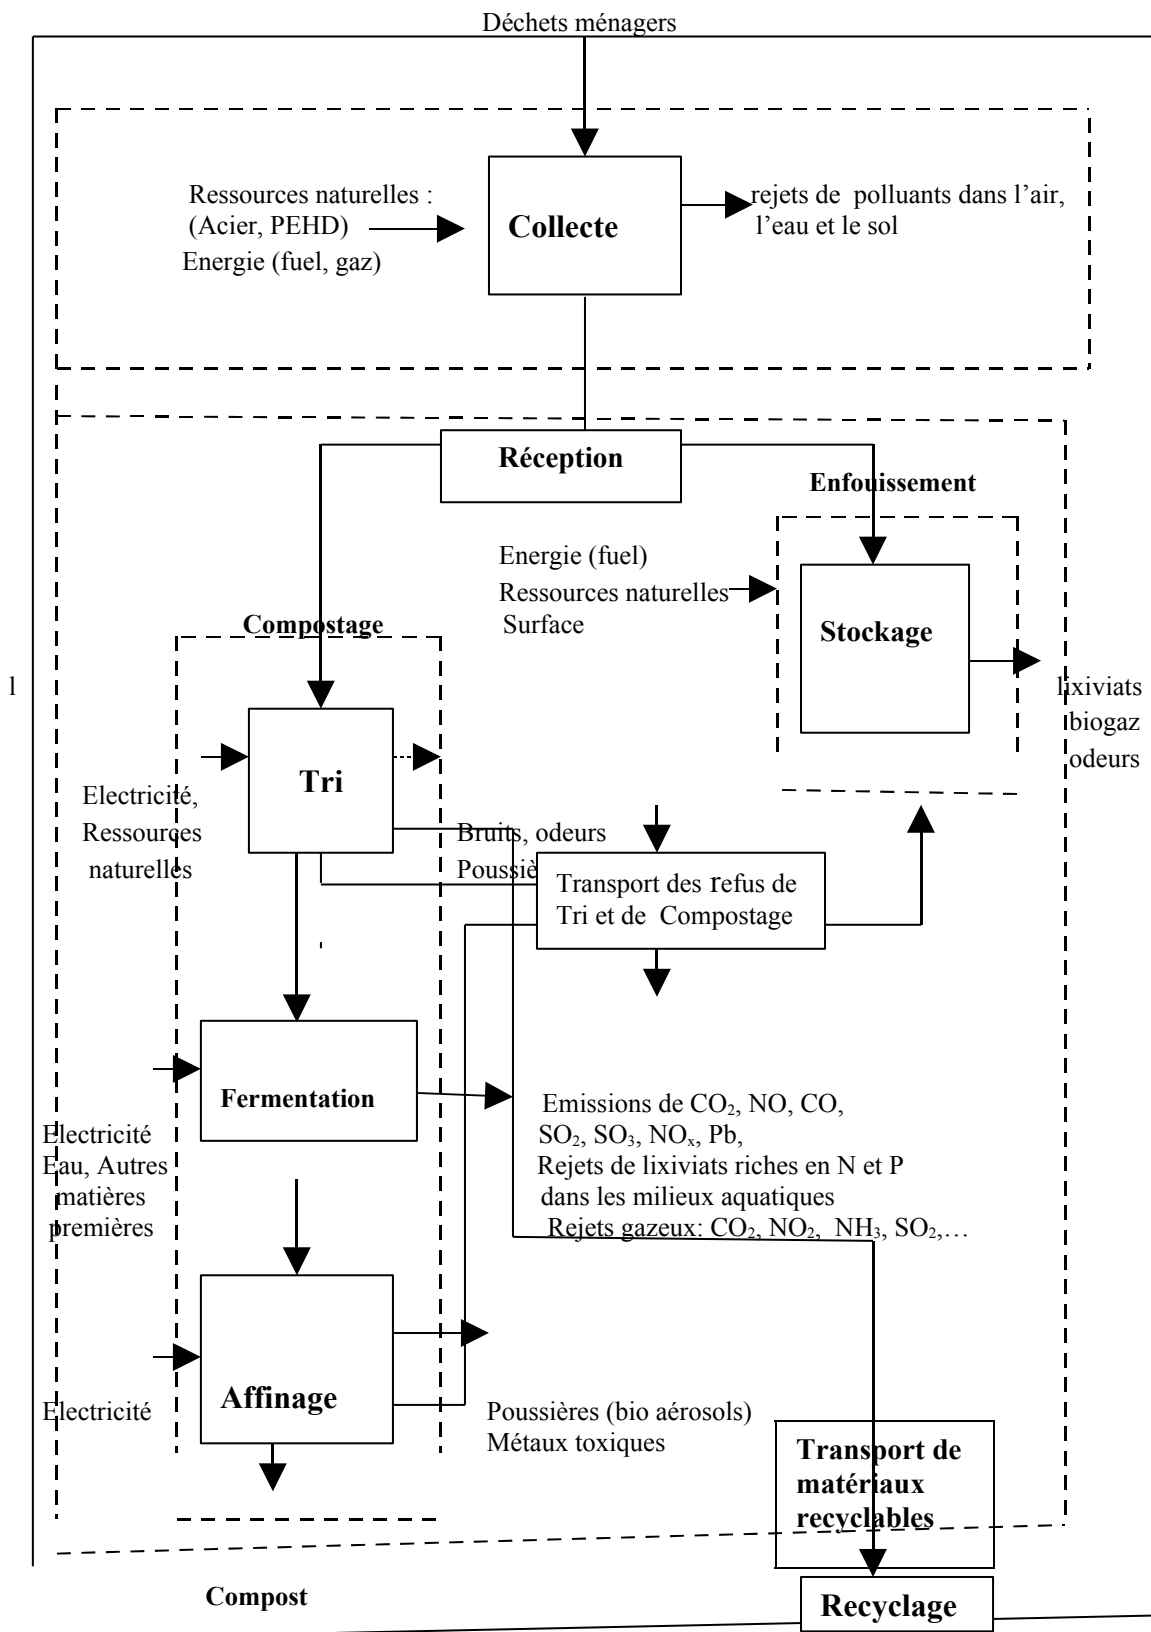 Déchets ménagers
Ressources naturelles :
(Acier, PEHD)
Energie (fuel, gaz)
Collecte
rejets de polluants dans l’air,
l’eau et le sol
Réception
Enfouissement
Energie (fuel)
Ressources naturelles
Surface
Stockage
Compostage
l
lixiviats
biogaz
odeurs
Tri
Electricité,
Ressources
naturelles
Bruits, odeurs
Transport des refus de
Tri et de Compostage
Fermentation
Electricité
Eau, Autres
matières
premières
Emissions de CO₂, NO, CO,
SO₂, SO₃, NOₓ, Pb,
Rejets de lixiviats riches en N et P
dans les milieux aquatiques
Rejets gazeux: CO₂, NO₂, NH₃, SO₂,…
Affinage
Electricité
Poussières (bio aérosols)
Métaux toxiques
Transport de
matériaux
recyclables
Compost
Recyclage